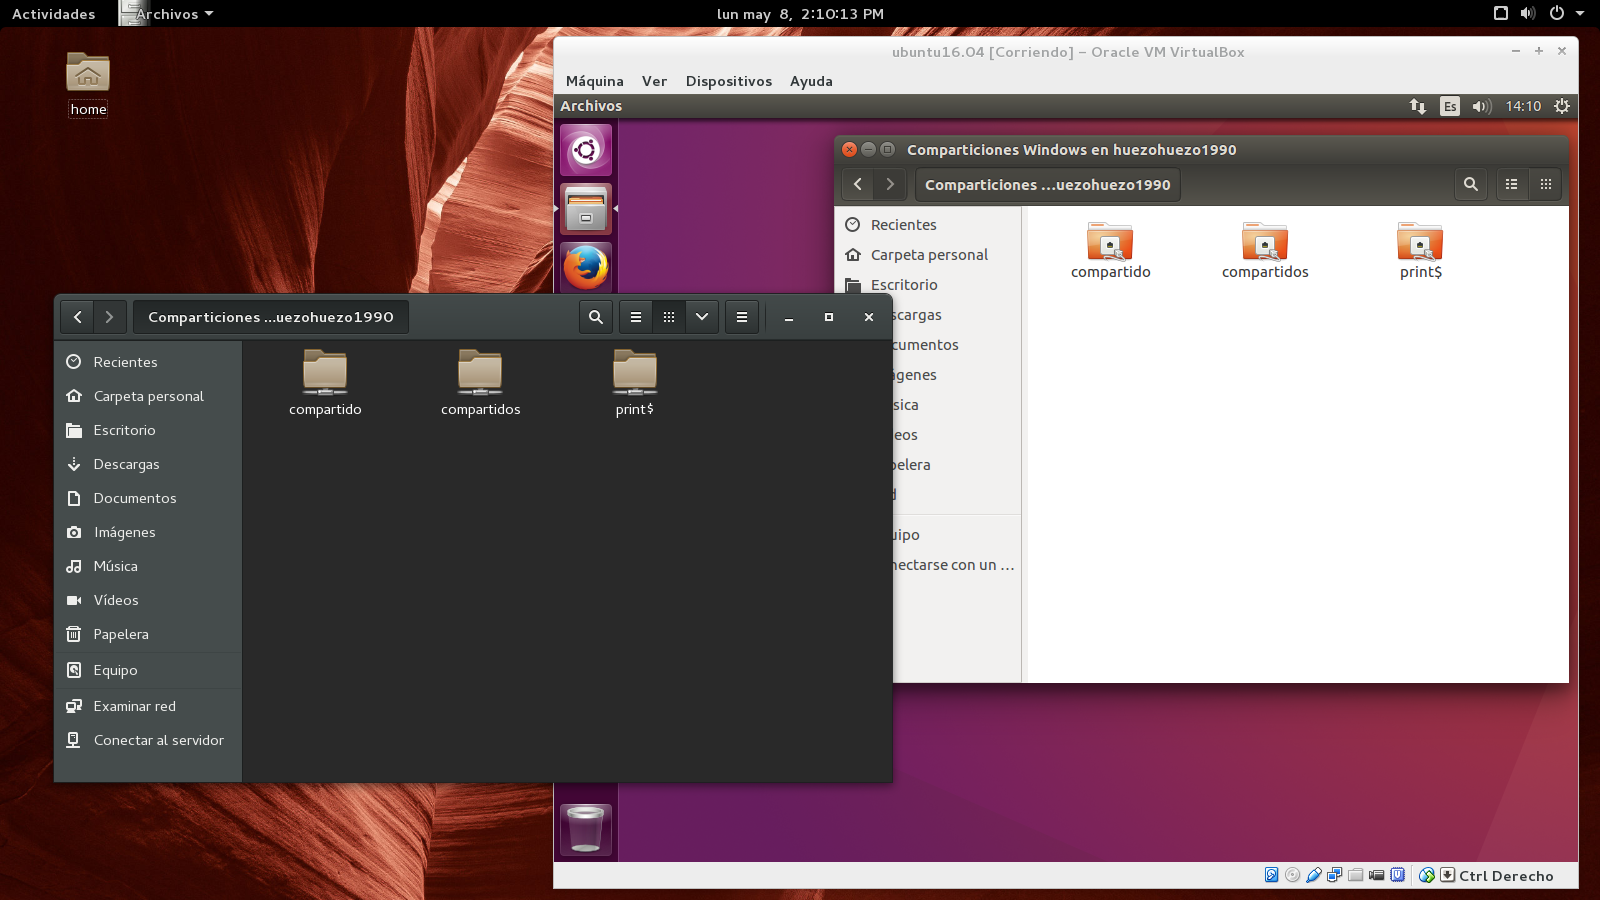 Actividades
Archivos
lun may 8, 2:10:13 PM
home
ubuntu16.04 [Corriendo] – Oracle VM VirtualBox
Máquina Ver Dispositivos Ayuda
Archivos
Es
14:10
Comparticiones Windows en huezohuezo1990
Comparticiones ...uezohuezo1990
Recientes
Carpeta personal
Escritorio
scargas
cumentos
ágenes
sica
eos
pelera
d
uipo
nectarse con un ...
compartido
compartidos
print$
Comparticiones ...uezohuezo1990
Recientes
Carpeta personal
Escritorio
Descargas
Documentos
Imágenes
Música
Vídeos
Papelera
Equipo
Examinar red
Conectar al servidor
compartido
compartidos
print$
Ctrl Derecho